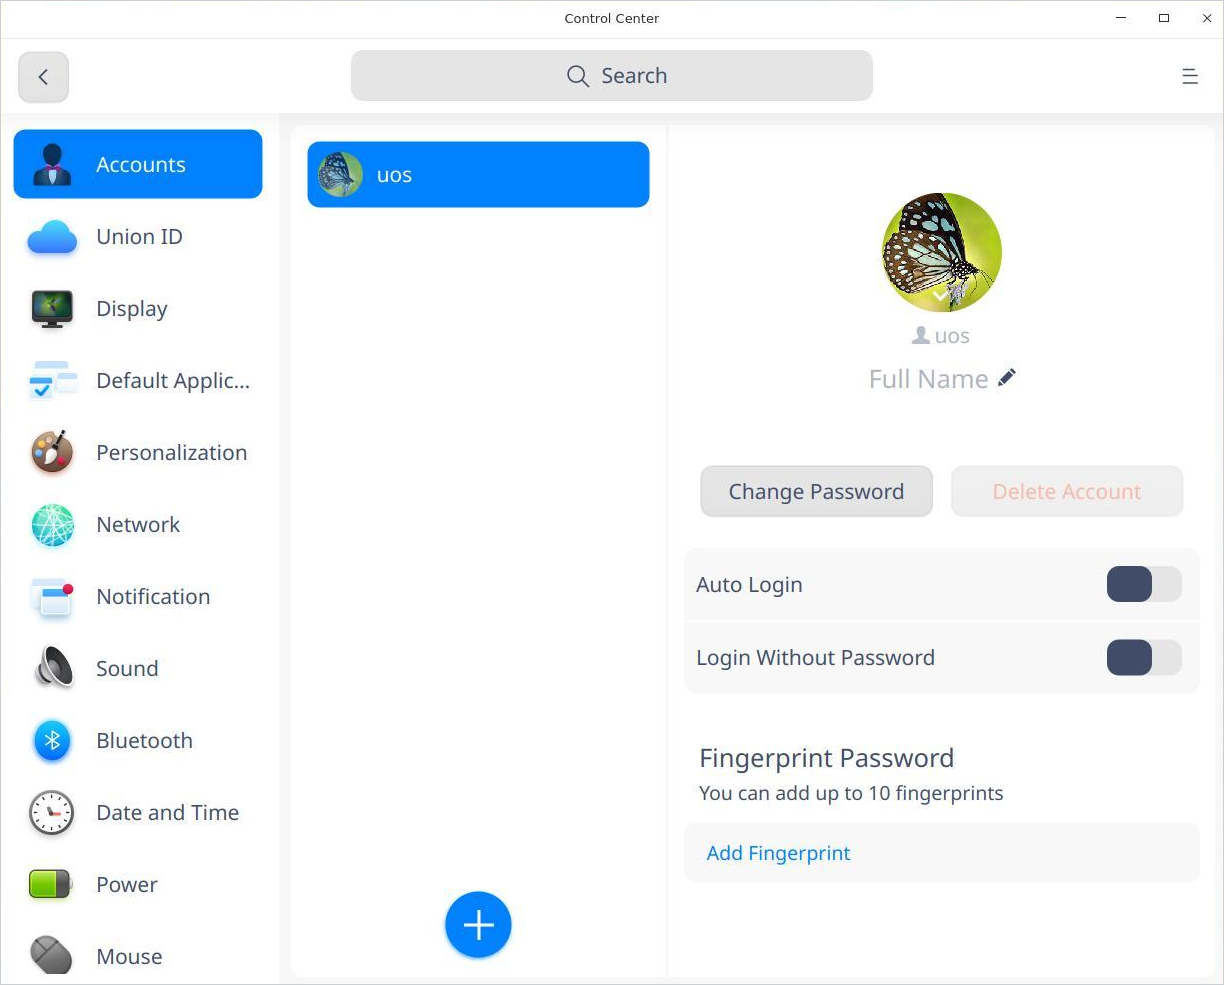 Control Center
Search
Accounts
Union ID
Display
Default Applic...
Personalization
Network
Notification
Sound
Bluetooth
Date and Time
Power
Mouse
uos
uos
Full Name
Change Password
Delete Account
Auto Login
Login Without Password
Fingerprint Password
You can add up to 10 fingerprints
Add Fingerprint